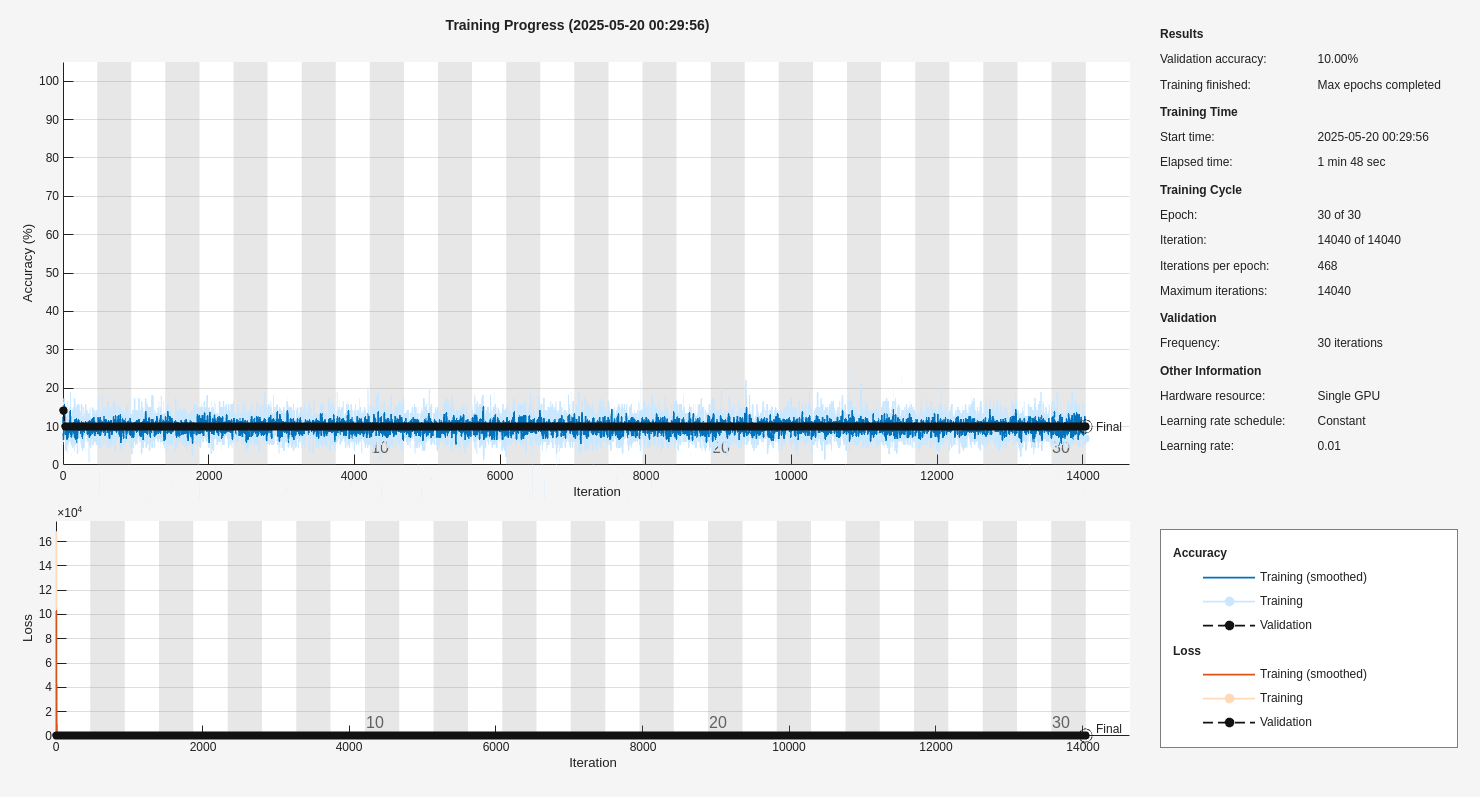 Training Progress (2025-05-20 00:29:56)
100
90
80
70
60
50
40
30
20
10
0
Accuracy (%)
10
20
30
Final
0
2000
4000
6000
8000
10000
12000
14000
Iteration
×10⁴
16
14
12
10
8
6
4
2
0
Loss
10
20
30
Final
0
2000
4000
6000
8000
10000
12000
14000
Iteration
Results
Validation accuracy: 10.00%
Training finished: Max epochs completed
Training Time
Start time: 2025-05-20 00:29:56
Elapsed time: 1 min 48 sec
Training Cycle
Epoch: 30 of 30
Iteration: 14040 of 14040
Iterations per epoch: 468
Maximum iterations: 14040
Validation
Frequency: 30 iterations
Other Information
Hardware resource: Single GPU
Learning rate schedule: Constant
Learning rate: 0.01
Accuracy
Training (smoothed)
Training
Validation
Loss
Training (smoothed)
Training
Validation